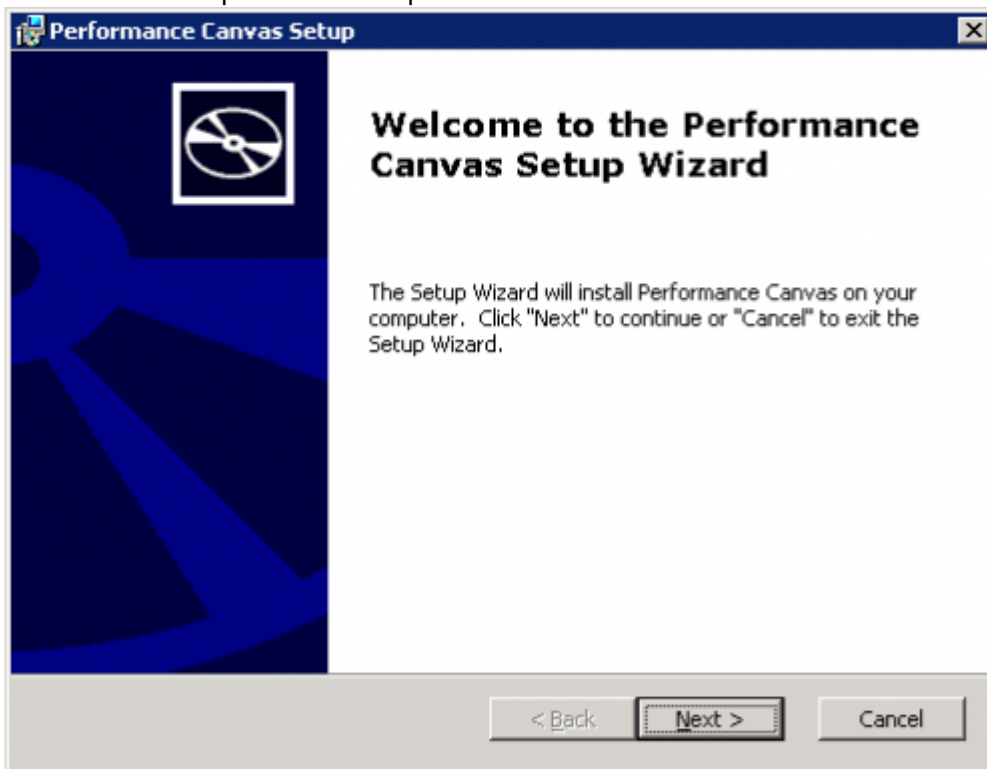 Performance Canvas Setup
Welcome to the Performance
Canvas Setup Wizard
The Setup Wizard will install Performance Canvas on your
computer.  Click "Next" to continue or "Cancel" to exit the
Setup Wizard.
< Back
Next >
Cancel